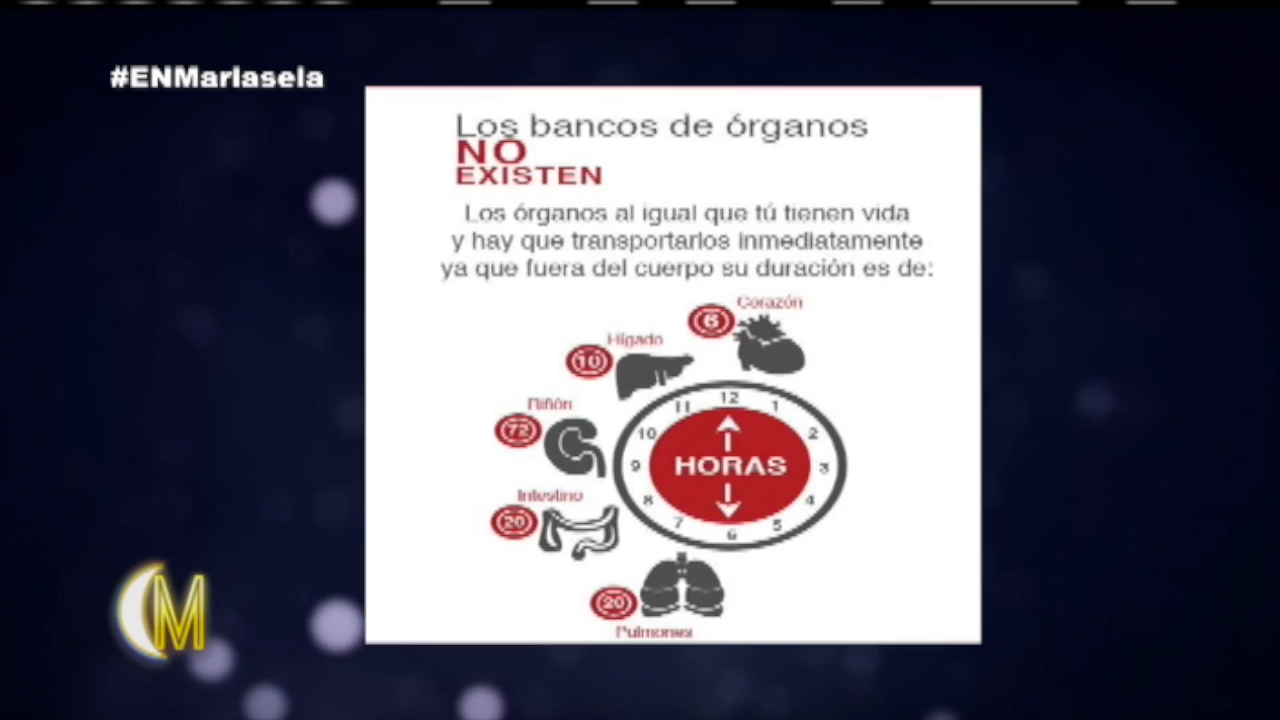 #ENMarlasela
Los bancos de órganos
NO
EXISTEN
Los órganos al igual que tú tienen vida
y hay que transportarlos inmediatamente
ya que fuera del cuerpo su duración es de:
Corazón
6
Hígado
10
Riñón
72
Intestino
20
Pulmones
20
12
1
2
3
4
5
6
7
8
9
10
11
HORAS
M